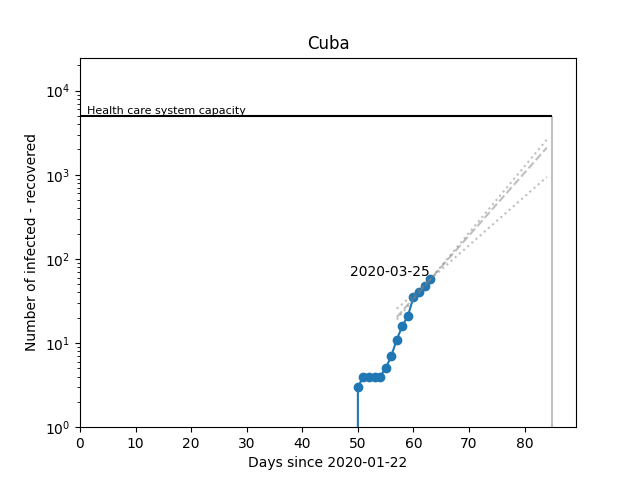 Cuba
Number of infected - recovered
10^4
10^3
10^2
10^1
10^0
Health care system capacity
2020-03-25
0 10 20 30 40 50 60 70 80
Days since 2020-01-22